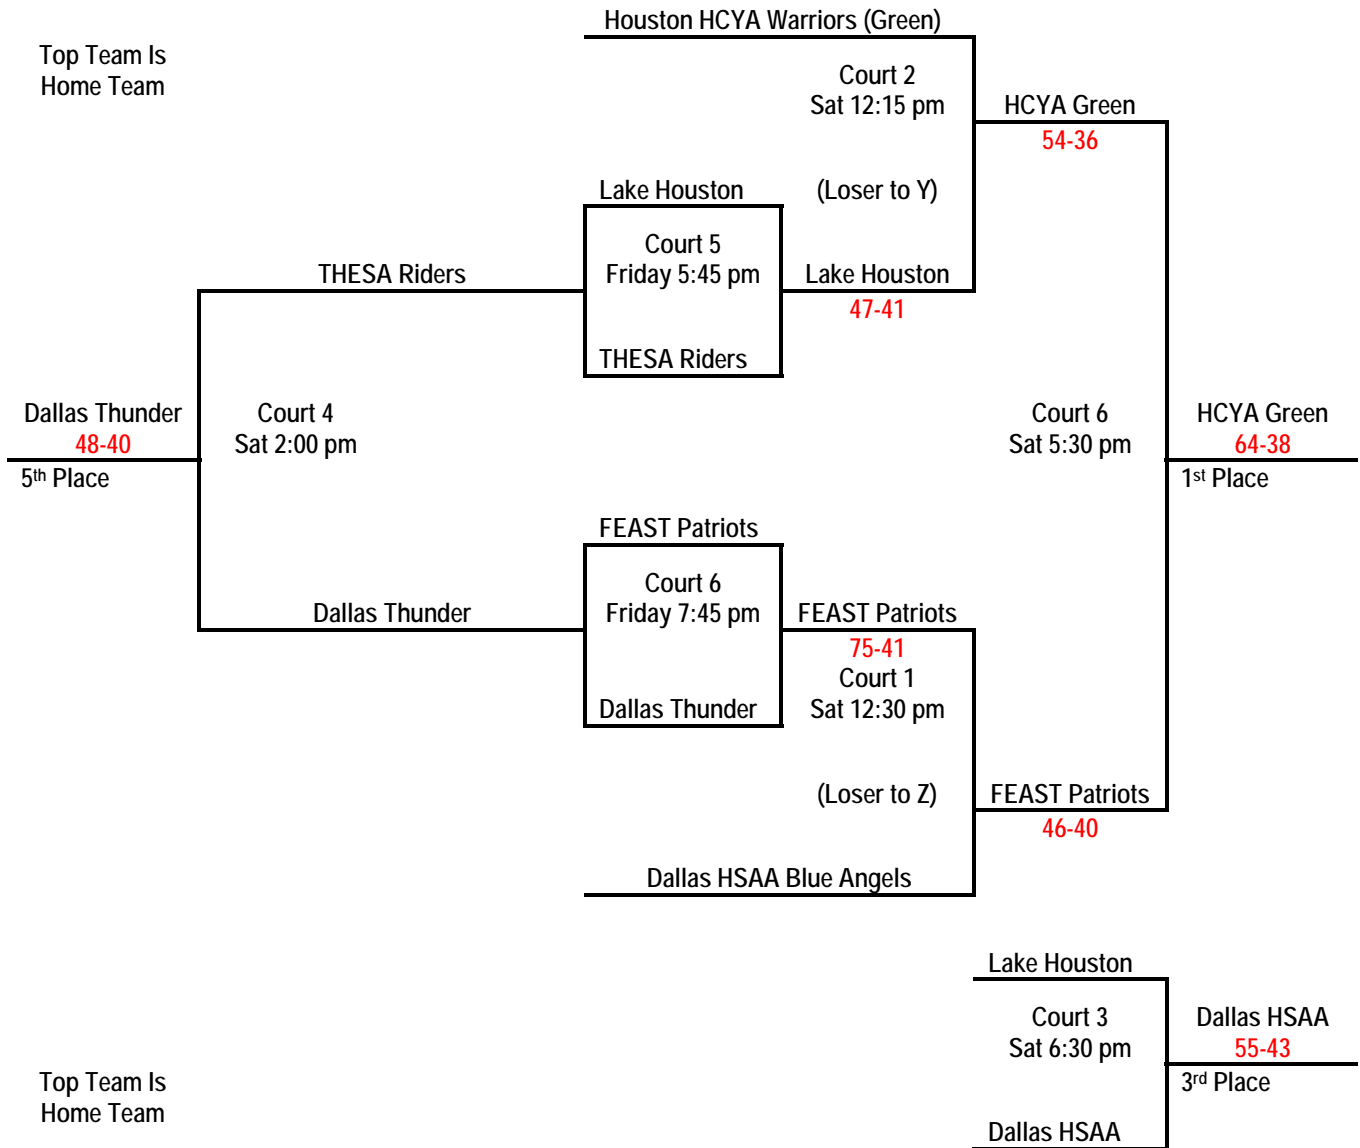 Houston HCYA Warriors (Green)
Top Team Is
Home Team
Court 2
Sat 12:15 pm
HCYA Green
54-36
Lake Houston
(Loser to Y)
Court 5
Friday 5:45 pm
THESA Riders
Lake Houston
47-41
THESA Riders
Dallas Thunder
48-40
5th Place
Court 4
Sat 2:00 pm
Court 6
Sat 5:30 pm
HCYA Green
64-38
1st Place
FEAST Patriots
Court 6
Friday 7:45 pm
Dallas Thunder
FEAST Patriots
75-41
Court 1
Sat 12:30 pm
Dallas Thunder
(Loser to Z)
FEAST Patriots
46-40
Dallas HSAA Blue Angels
Lake Houston
Court 3
Sat 6:30 pm
Dallas HSAA
55-43
3rd Place
Top Team Is
Home Team
Dallas HSAA